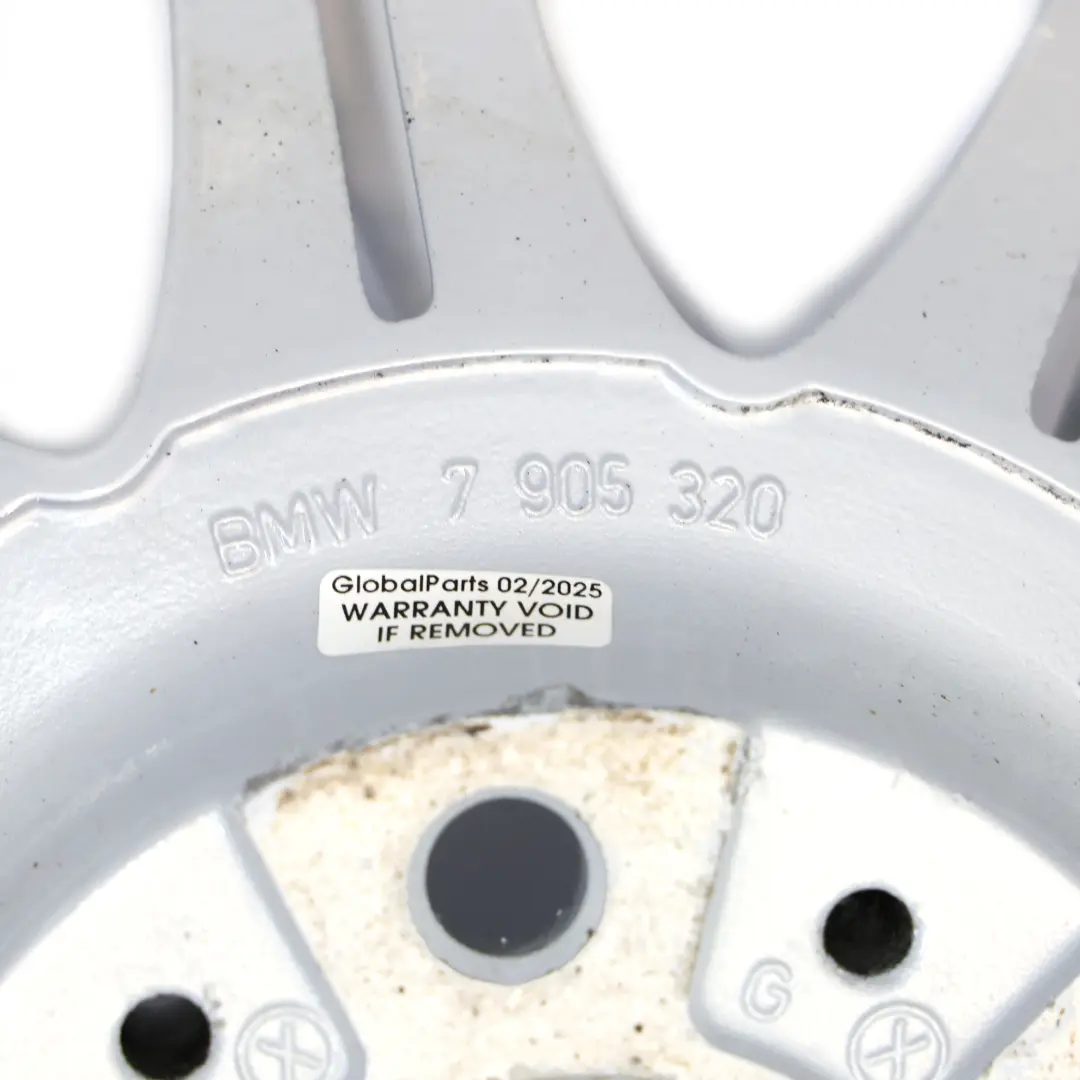 BMW 7 905 320
GlobalParts 02/2025
WARRANTY VOID
IF REMOVED
G